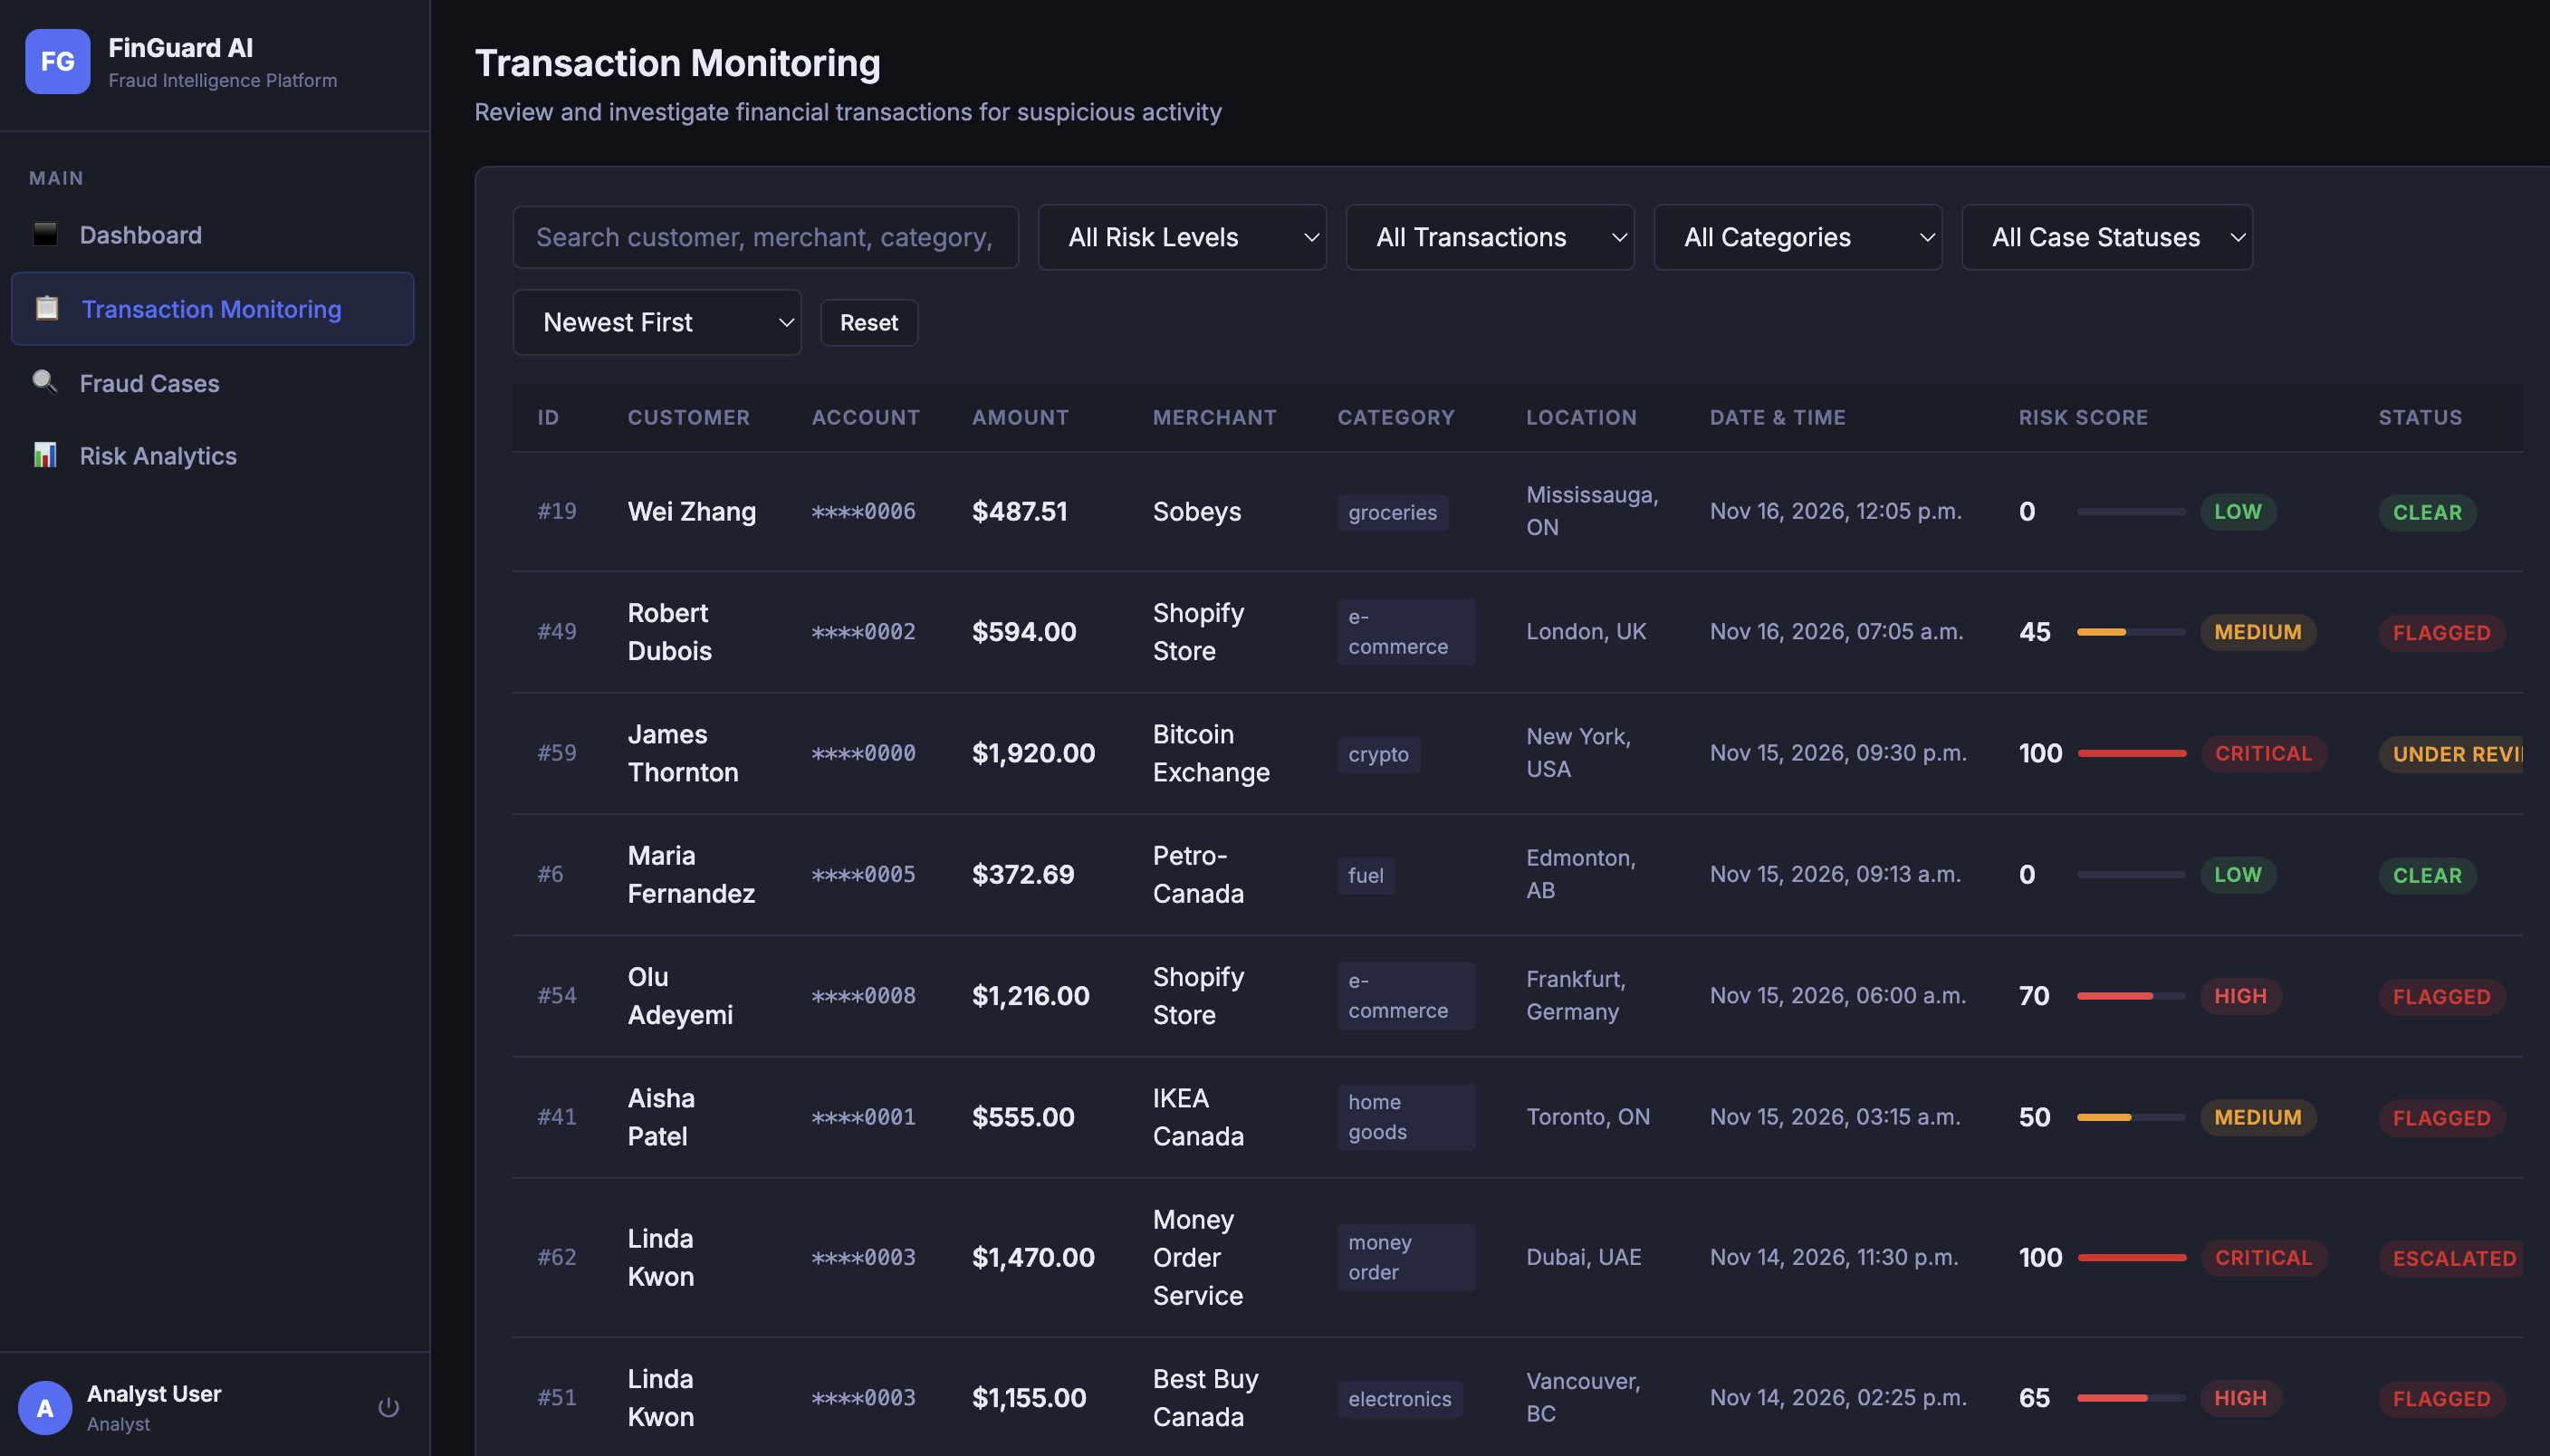 FG
FinGuard AI
Fraud Intelligence Platform
MAIN
Dashboard
Transaction Monitoring
Fraud Cases
Risk Analytics
A
Analyst User
Analyst
Transaction Monitoring
Review and investigate financial transactions for suspicious activity
Search customer, merchant, category,
All Risk Levels
All Transactions
All Categories
All Case Statuses
Newest First
Reset
ID CUSTOMER ACCOUNT AMOUNT MERCHANT CATEGORY LOCATION DATE & TIME RISK SCORE STATUS
#19 Wei Zhang ****0006 $487.51 Sobeys groceries Mississauga, ON Nov 16, 2026, 12:05 p.m. 0 LOW CLEAR
#49 Robert Dubois ****0002 $594.00 Shopify Store e-commerce London, UK Nov 16, 2026, 07:05 a.m. 45 MEDIUM FLAGGED
#59 James Thornton ****0000 $1,920.00 Bitcoin Exchange crypto New York, USA Nov 15, 2026, 09:30 p.m. 100 CRITICAL UNDER REVI
#6 Maria Fernandez ****0005 $372.69 Petro-Canada fuel Edmonton, AB Nov 15, 2026, 09:13 a.m. 0 LOW CLEAR
#54 Olu Adeyemi ****0008 $1,216.00 Shopify Store e-commerce Frankfurt, Germany Nov 15, 2026, 06:00 a.m. 70 HIGH FLAGGED
#41 Aisha Patel ****0001 $555.00 IKEA Canada home goods Toronto, ON Nov 15, 2026, 03:15 a.m. 50 MEDIUM FLAGGED
#62 Linda Kwon ****0003 $1,470.00 Money Order Service money order Dubai, UAE Nov 14, 2026, 11:30 p.m. 100 CRITICAL ESCALATED
#51 Linda Kwon ****0003 $1,155.00 Best Buy Canada electronics Vancouver, BC Nov 14, 2026, 02:25 p.m. 65 HIGH FLAGGED